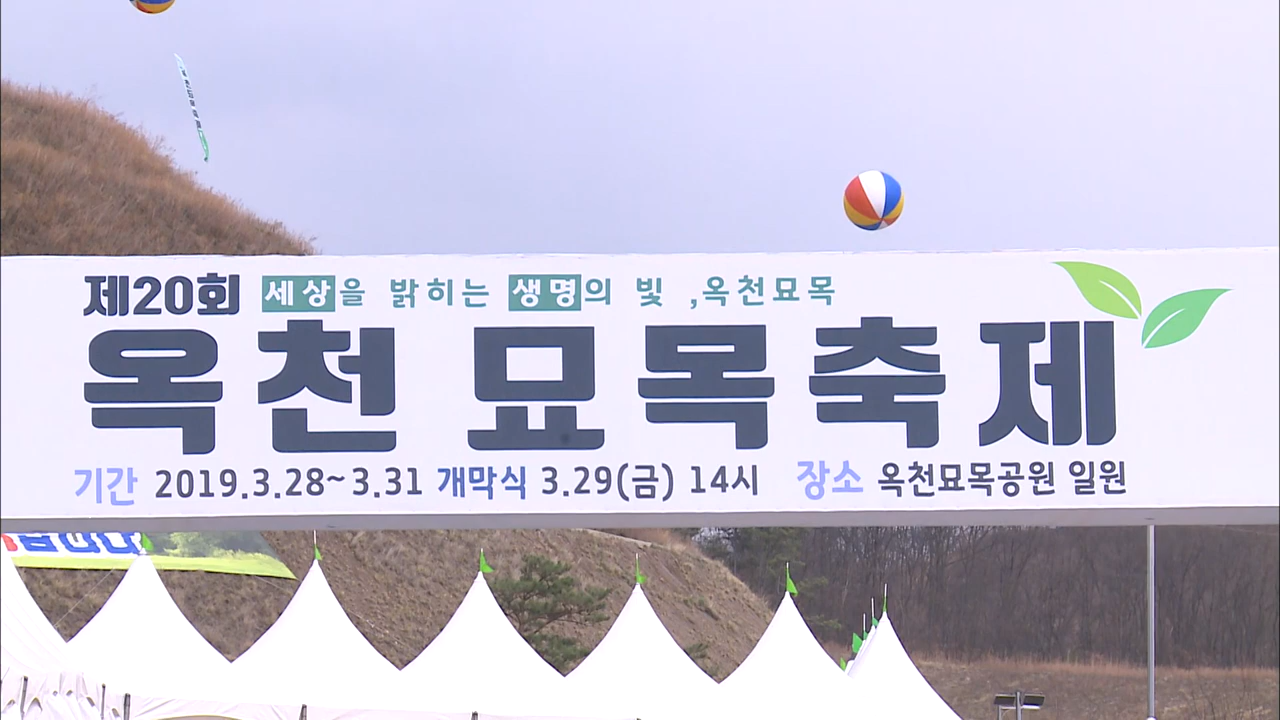 제20회 세상을 밝히는 생명의 빛 ,옥천묘목
옥천 묘목축제
기간 2019.3.28~3.31 개막식 3.29(금) 14시 장소 옥천묘목공원 일원